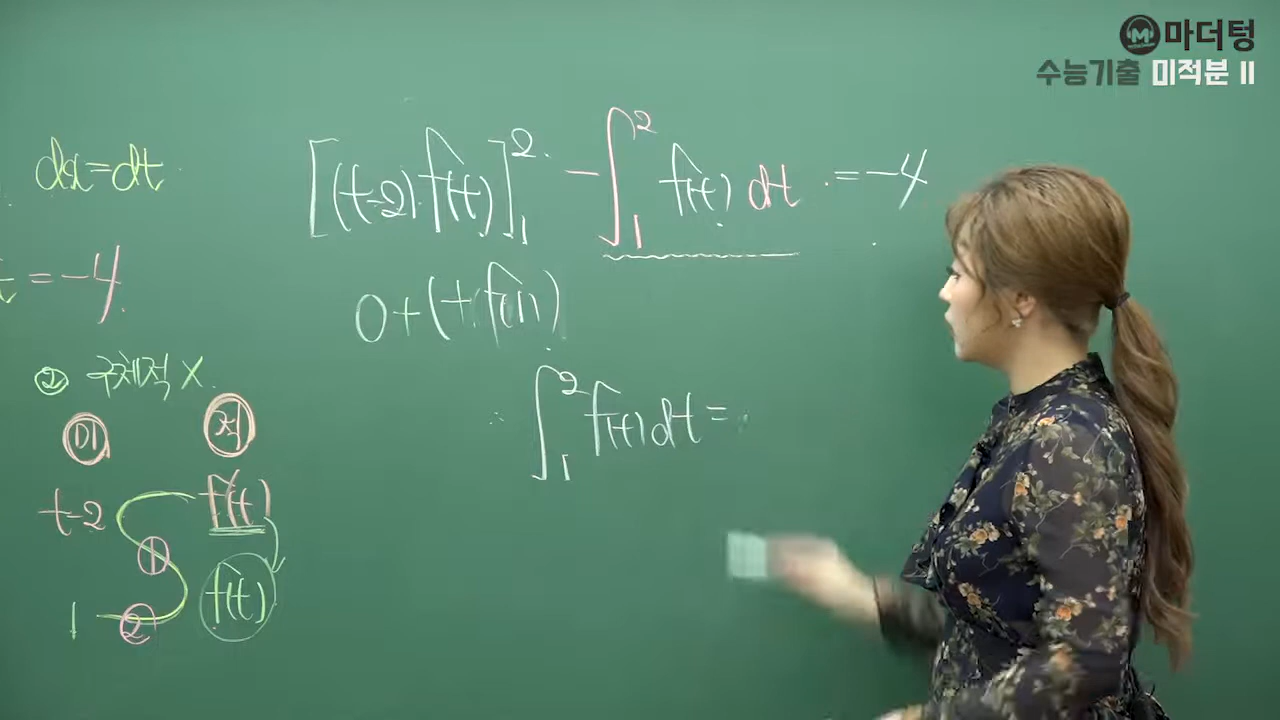 마더텅
수능기출 미적분 II
dx=dt
t = -4
② 구체적 X.
미 적
t-2 f'(t)
①
1 ② f(t)
[(t-2)·f(t)]₁² - ∫₁² f(t) dt = -4
0+(+f(1))
∴ ∫₁² f(t)dt =